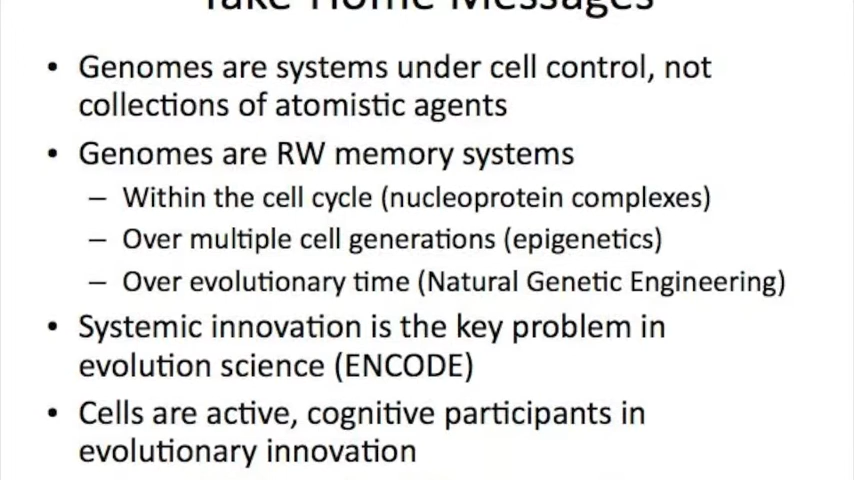 Take Home Messages
• Genomes are systems under cell control, not
collections of atomistic agents
• Genomes are RW memory systems
– Within the cell cycle (nucleoprotein complexes)
– Over multiple cell generations (epigenetics)
– Over evolutionary time (Natural Genetic Engineering)
• Systemic innovation is the key problem in
evolution science (ENCODE)
• Cells are active, cognitive participants in
evolutionary innovation